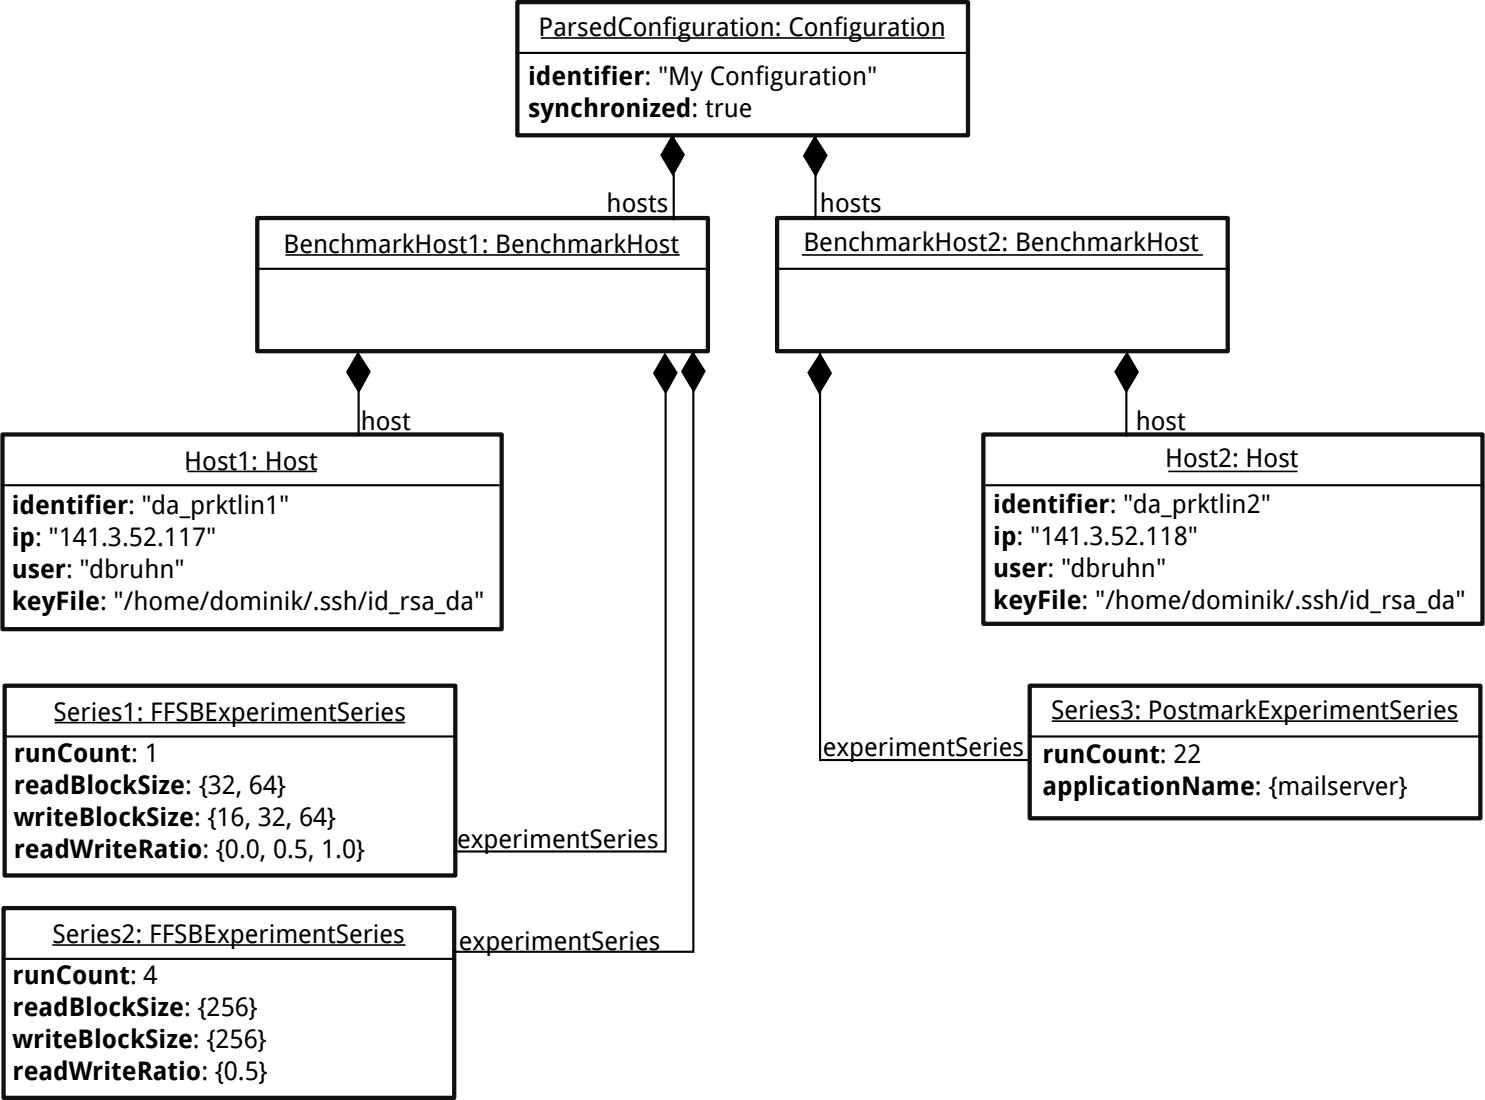 ParsedConfiguration: Configuration
identifier: "My Configuration"
synchronized: true
hosts
hosts
BenchmarkHost1: BenchmarkHost
BenchmarkHost2: BenchmarkHost
host
host
Host1: Host
identifier: "da_prktlin1"
ip: "141.3.52.117"
user: "dbruhn"
keyFile: "/home/dominik/.ssh/id_rsa_da"
Host2: Host
identifier: "da_prktlin2"
ip: "141.3.52.118"
user: "dbruhn"
keyFile: "/home/dominik/.ssh/id_rsa_da"
Series1: FFSBExperimentSeries
runCount: 1
readBlockSize: {32, 64}
writeBlockSize: {16, 32, 64}
readWriteRatio: {0.0, 0.5, 1.0}
experimentSeries
experimentSeries
Series3: PostmarkExperimentSeries
runCount: 22
applicationName: {mailserver}
Series2: FFSBExperimentSeries
runCount: 4
readBlockSize: {256}
writeBlockSize: {256}
readWriteRatio: {0.5}
experimentSeries